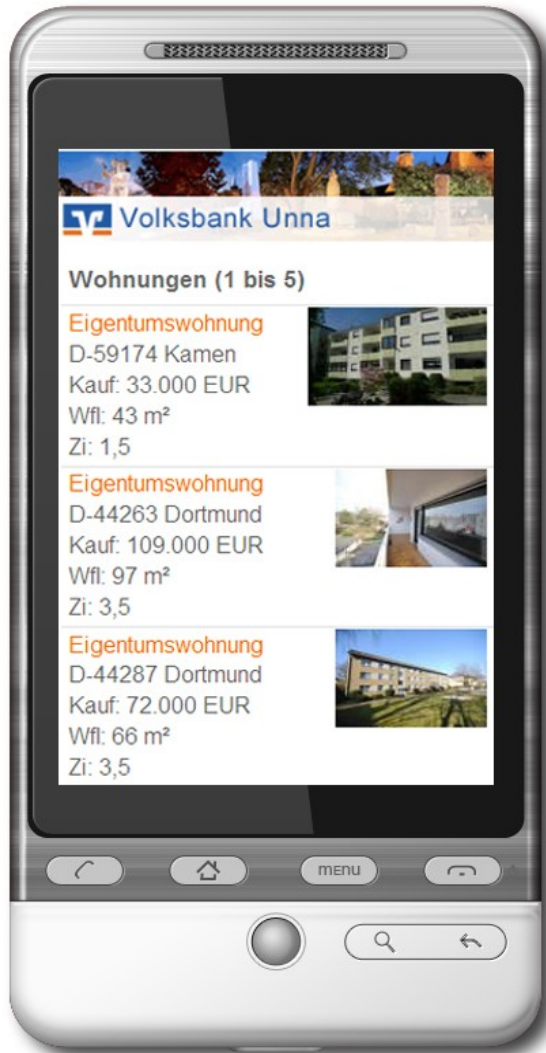 Volksbank Unna
Wohnungen (1 bis 5)
Eigentumswohnung
D-59174 Kamen
Kauf: 33.000 EUR
Wfl: 43 m²
Zi: 1,5
Eigentumswohnung
D-44263 Dortmund
Kauf: 109.000 EUR
Wfl: 97 m²
Zi: 3,5
Eigentumswohnung
D-44287 Dortmund
Kauf: 72.000 EUR
Wfl: 66 m²
Zi: 3,5
MENU